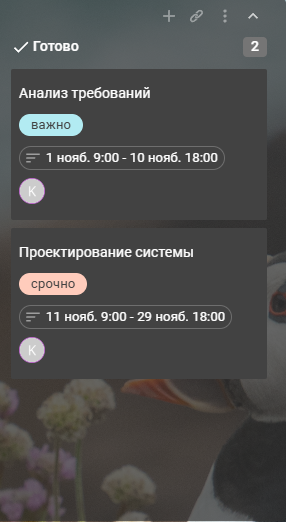 Готово 2
Анализ требований
важно
1 нояб. 9:00 - 10 нояб. 18:00
K
Проектирование системы
срочно
11 нояб. 9:00 - 29 нояб. 18:00
K